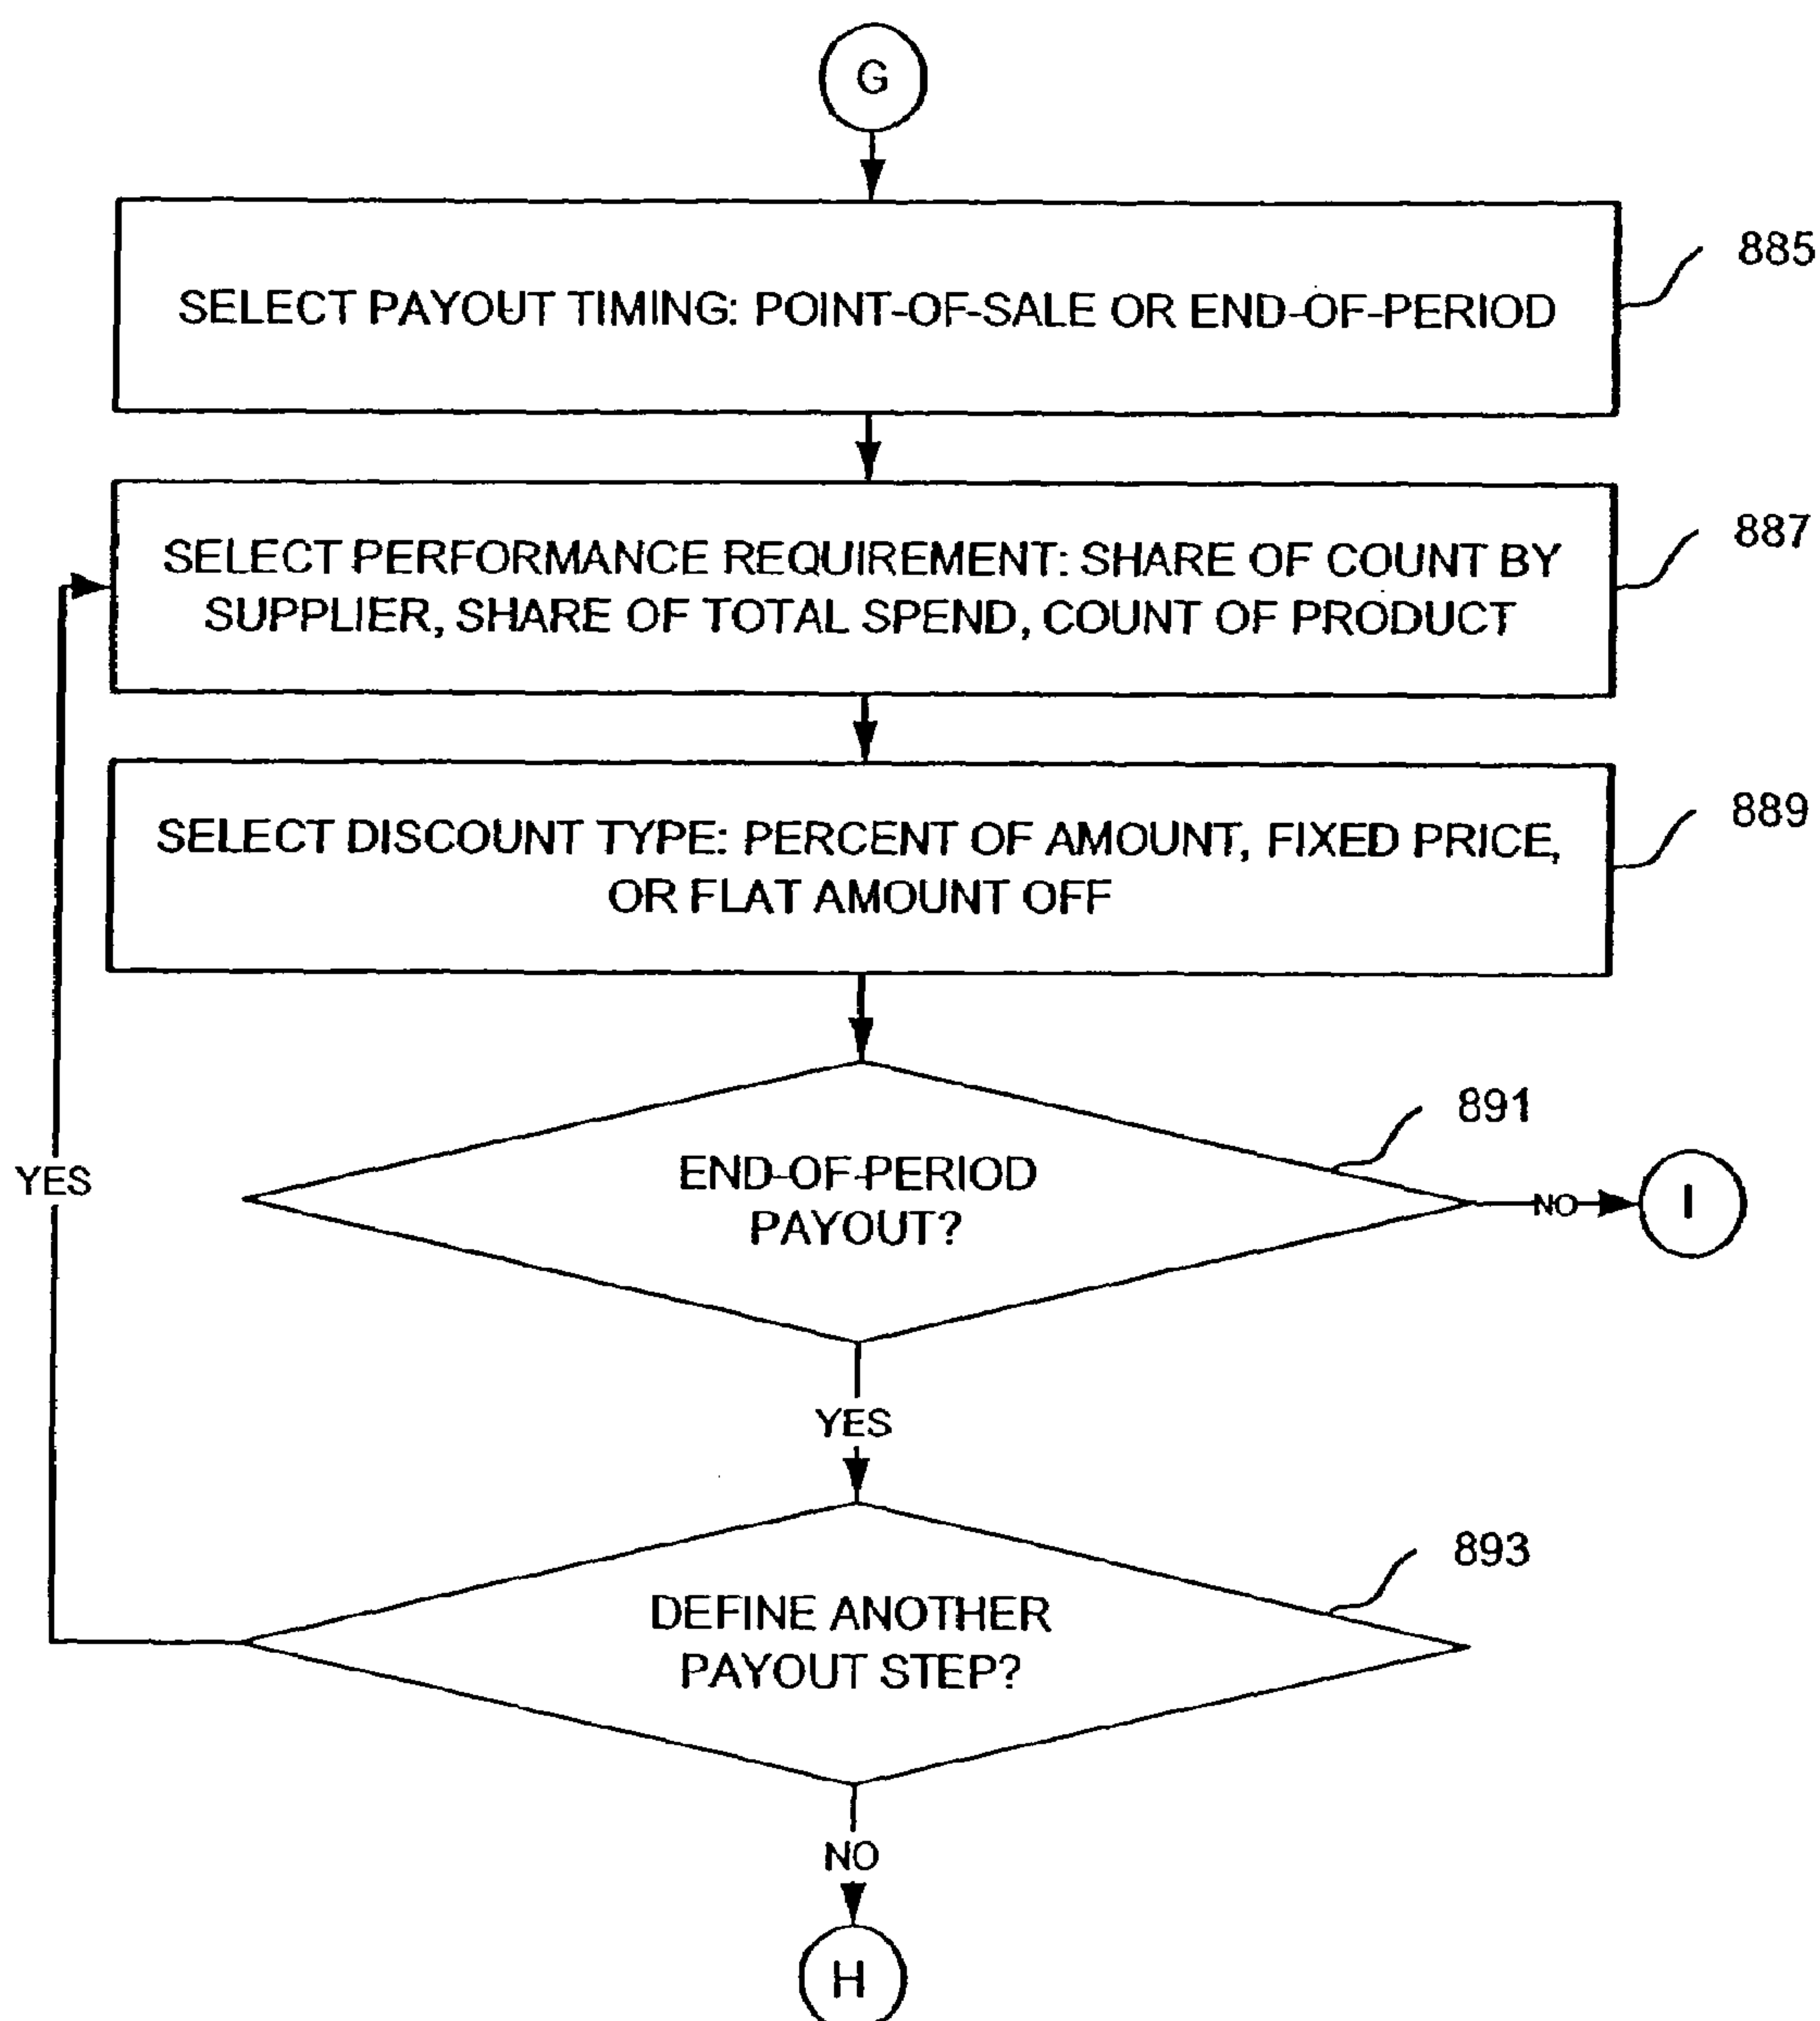 G
SELECT PAYOUT TIMING: POINT-OF-SALE OR END-OF-PERIOD
885
SELECT PERFORMANCE REQUIREMENT: SHARE OF COUNT BY
SUPPLIER, SHARE OF TOTAL SPEND, COUNT OF PRODUCT
887
SELECT DISCOUNT TYPE: PERCENT OF AMOUNT, FIXED PRICE,
OR FLAT AMOUNT OFF
889
END-OF-PERIOD
PAYOUT?
891
NO
I
YES
YES
DEFINE ANOTHER
PAYOUT STEP?
893
NO
H